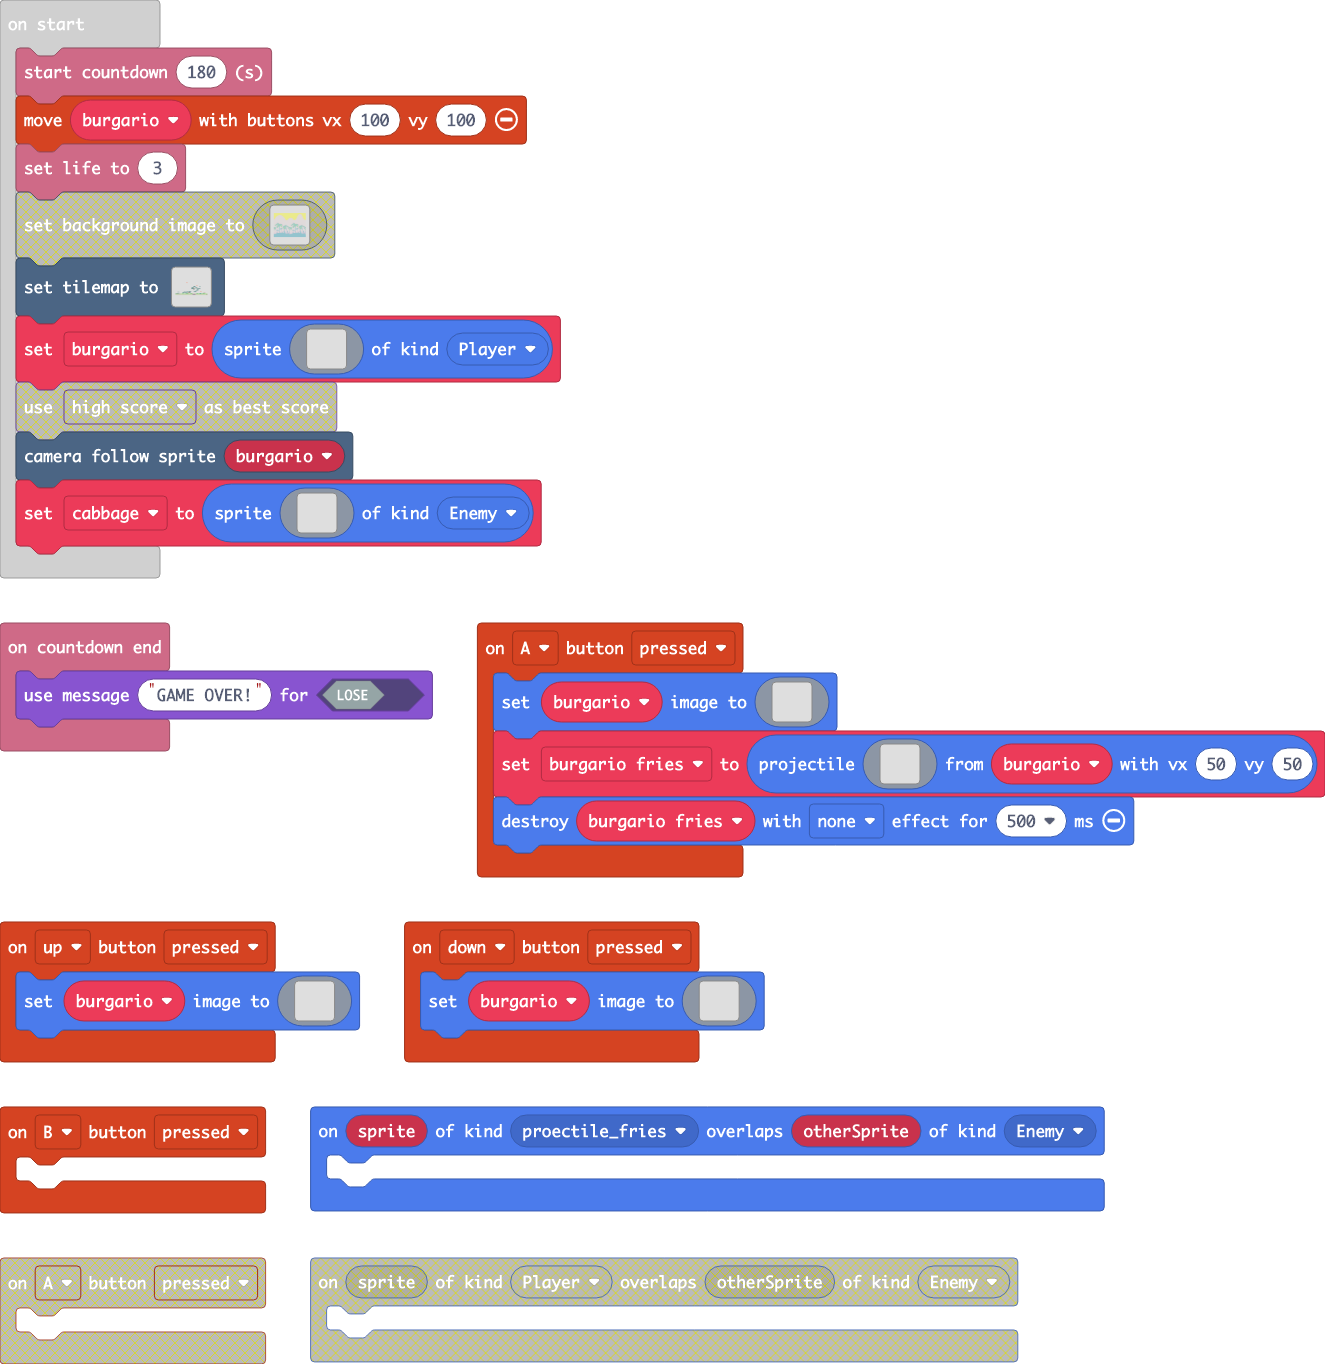 on start
start countdown 180 (s)
move burgario with buttons vx 100 vy 100
set life to 3
set background image to
set tilemap to
set burgario to sprite of kind Player
use high score as best score
camera follow sprite burgario
set cabbage to sprite of kind Enemy
on countdown end
use message "GAME OVER!" for LOSE
on A button pressed
set burgario image to
set burgario fries to projectile from burgario with vx 50 vy 50
destroy burgario fries with none effect for 500 ms
on up button pressed
set burgario image to
on down button pressed
set burgario image to
on B button pressed
on sprite of kind proectile_fries overlaps otherSprite of kind Enemy
on A button pressed
on sprite of kind Player overlaps otherSprite of kind Enemy